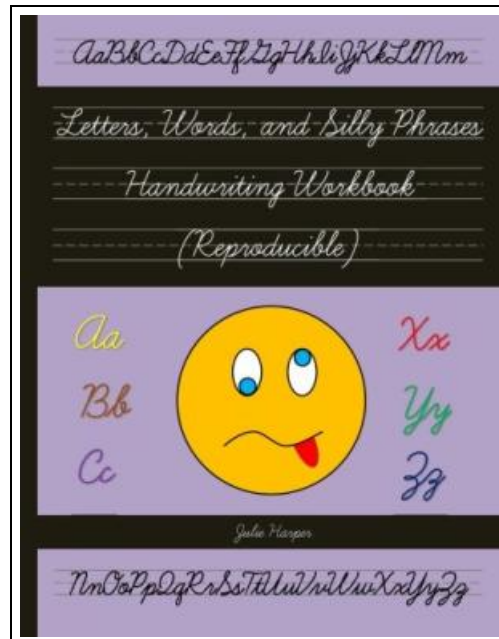 AaBbCcDdEeFfGgHhIiJjKkLlMm
Letters, Words, and Silly Phrases
Handwriting Workbook
(Reproducible)
Aa
Xx
Bb
Yy
Cc
Zz
Julie Harper
NnOoPpQqRrSsTtUuVvWwXxYyZz